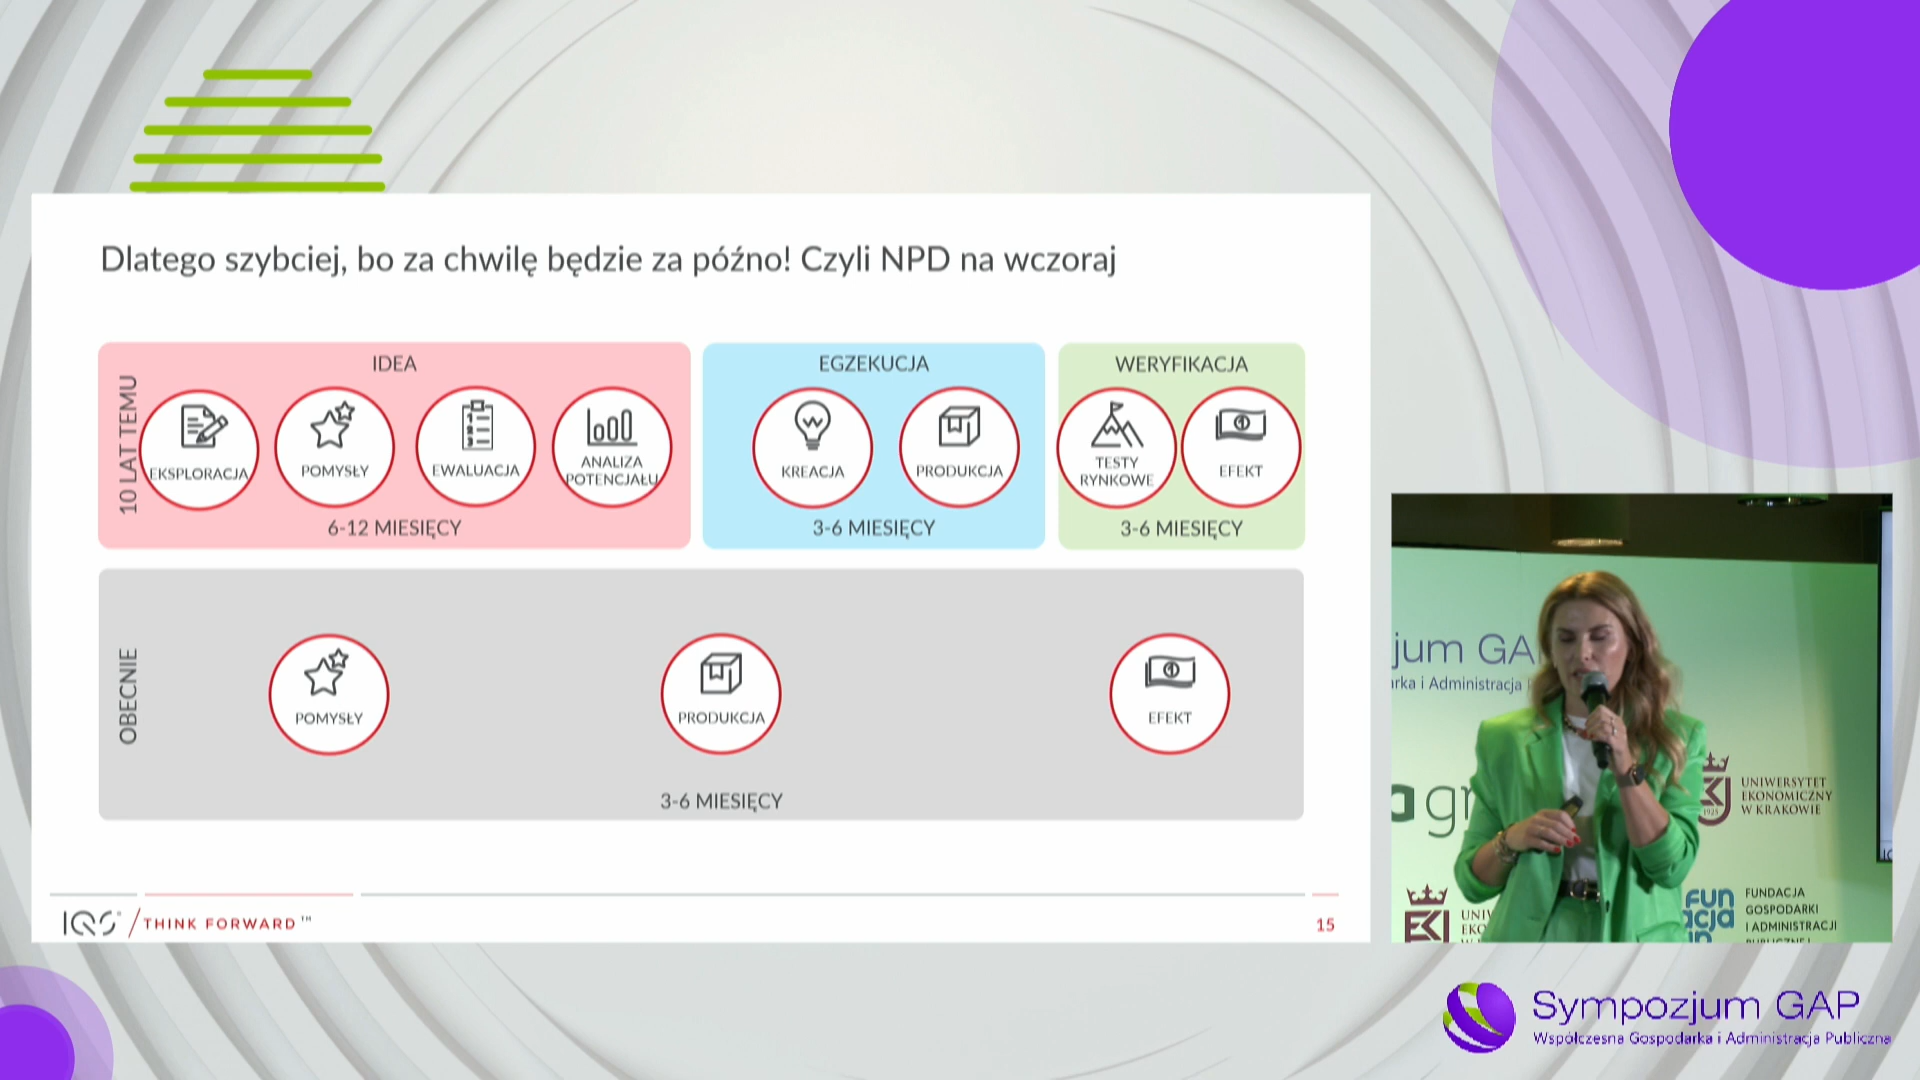 Dlatego szybciej, bo za chwilę będzie za późno! Czyli NPD na wczoraj
10 LAT TEMU
IDEA
EKSPLORACJA
POMYSŁY
EWALUACJA
ANALIZA
POTENCJAŁU
6-12 MIESIĘCY
EGZEKUCJA
KREACJA
PRODUKCJA
3-6 MIESIĘCY
WERYFIKACJA
TESTY
RYNKOWE
EFEKT
3-6 MIESIĘCY
OBECNIE
POMYSŁY
PRODUKCJA
EFEKT
3-6 MIESIĘCY
IQS / THINK FORWARD™
15
jum GA
rka i Administracja
gr
UNIWERSYTET
EKONOMICZNY
W KRAKOWIE
1925
FUNDACJA
GOSPODARKI
I ADMINISTRACJI
Sympozjum GAP
Współczesna Gospodarka i Administracja Publiczna